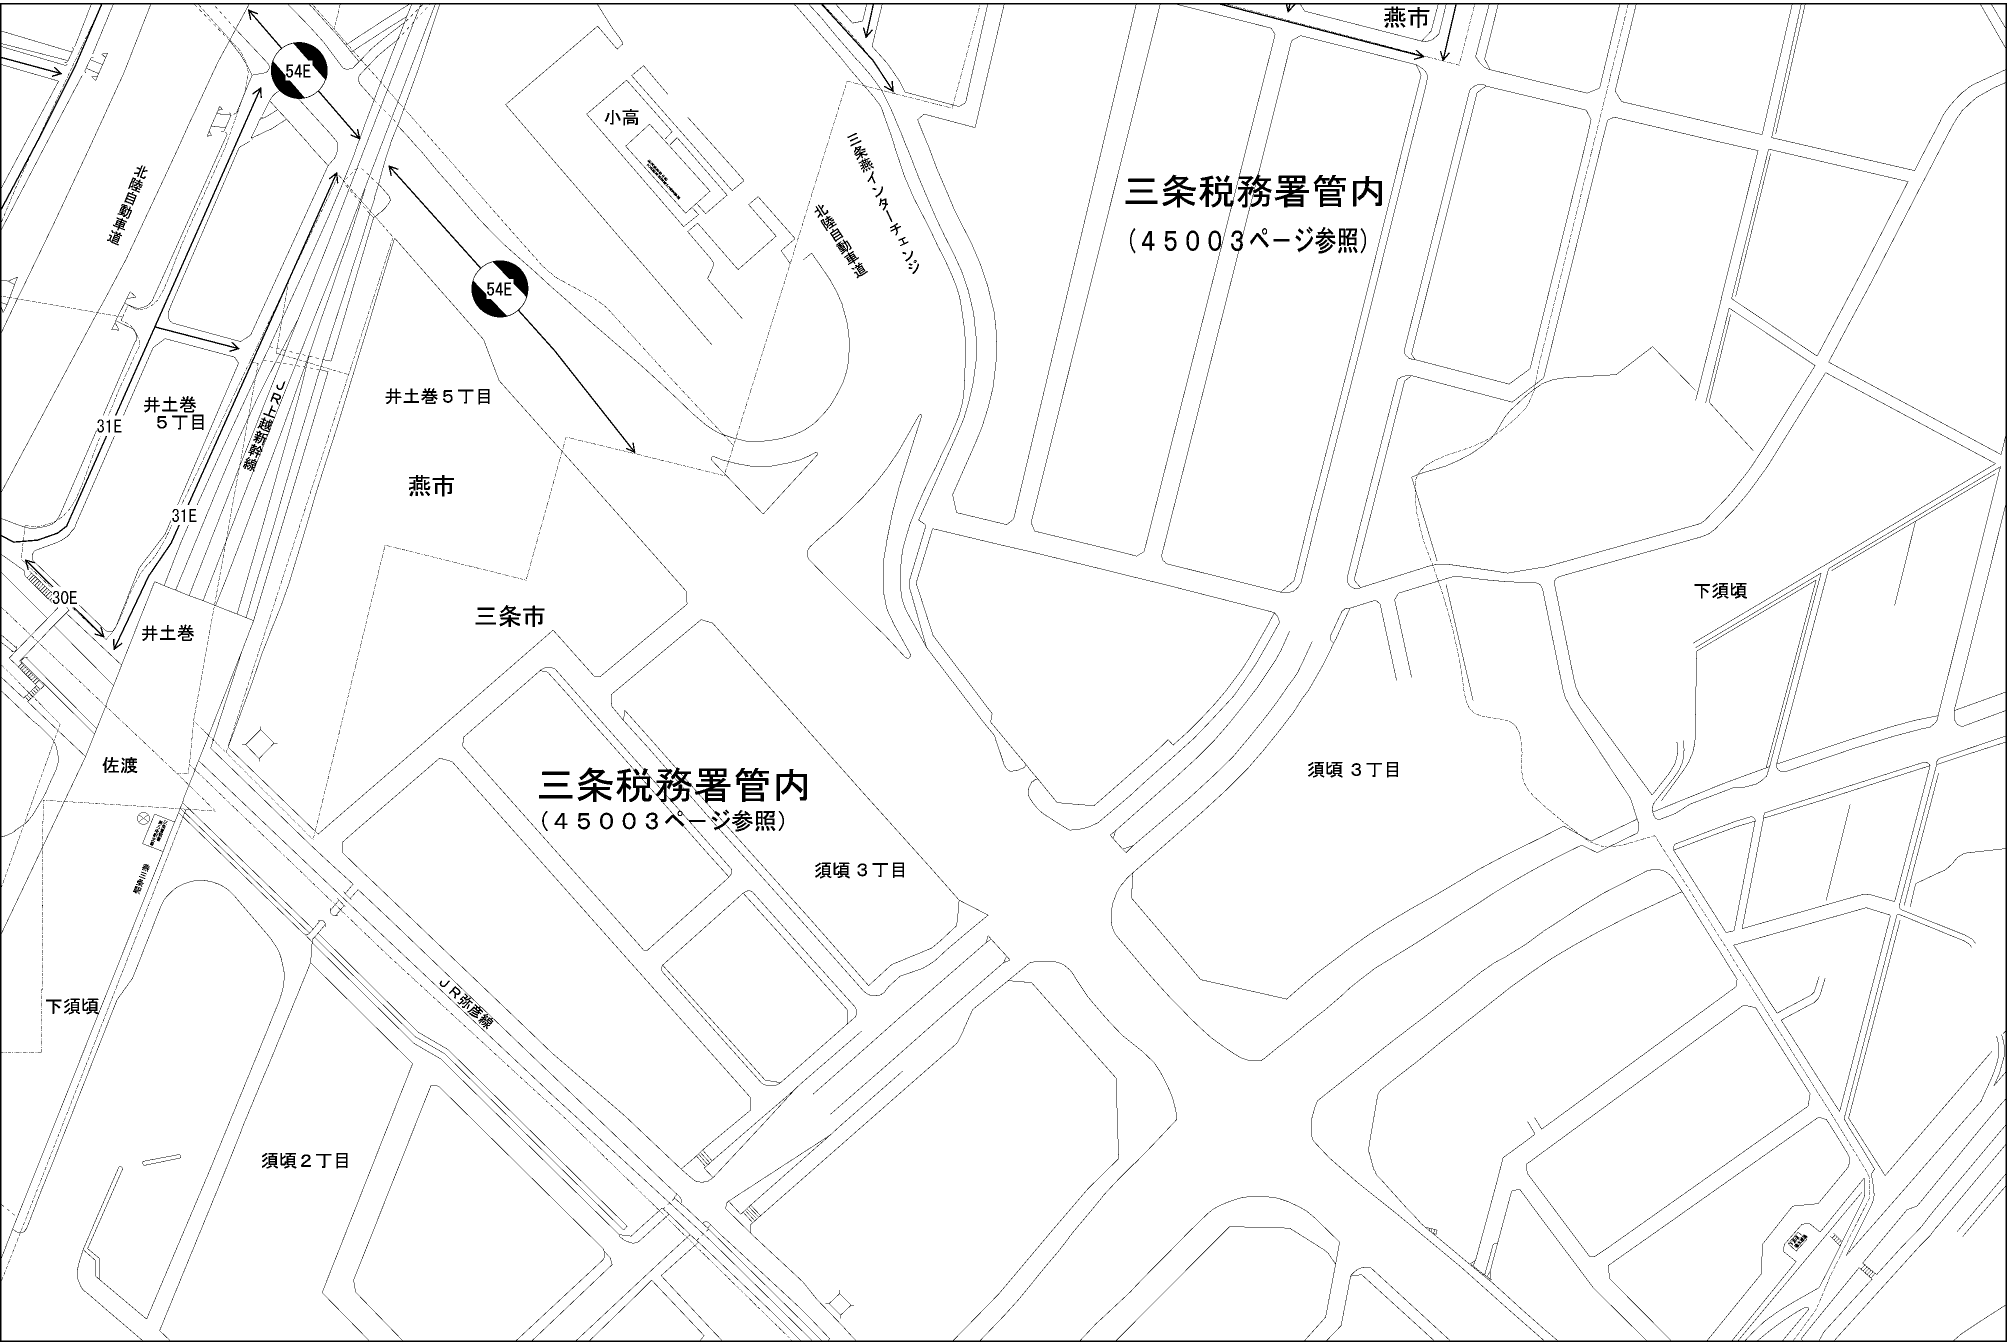 燕市
54E
小高
北陸自動車道
三条燕インターチェンジ
北陸自動車道
三条税務署管内
（４５００３ページ参照）
54E
井土巻
５丁目
31E
ＪＲ上越新幹線
井土巻５丁目
燕市
31E
30E
井土巻
三条市
下須頃
佐渡
三条税務署管内
（４５００３ページ参照）
須頃３丁目
須頃３丁目
燕三条駅
下須頃
ＪＲ弥彦線
須頃２丁目